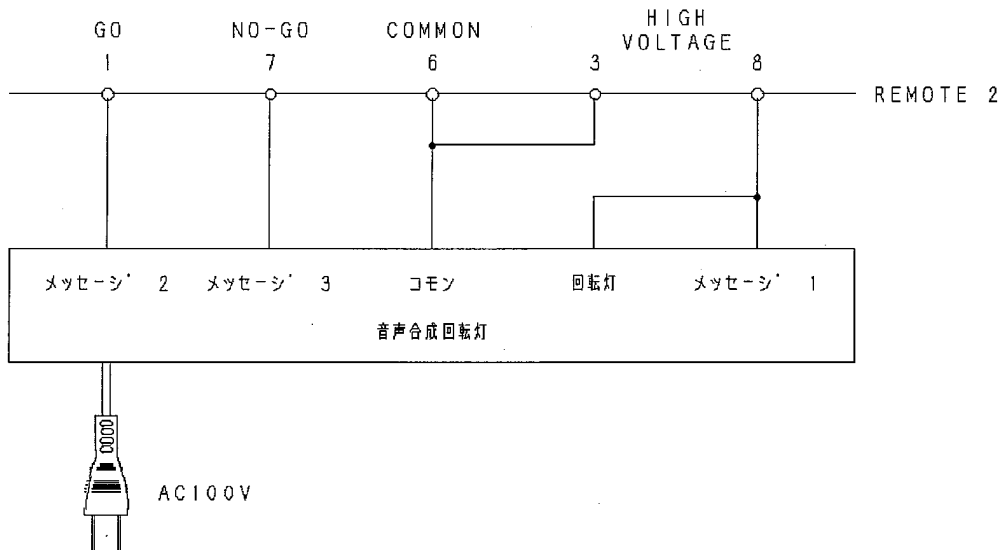 GO NO-GO COMMON HIGH VOLTAGE
1 7 6 3 8
REMOTE 2
メッセージ 2 メッセージ 3 コモン 回転灯 メッセージ 1
音声合成回転灯
AC100V